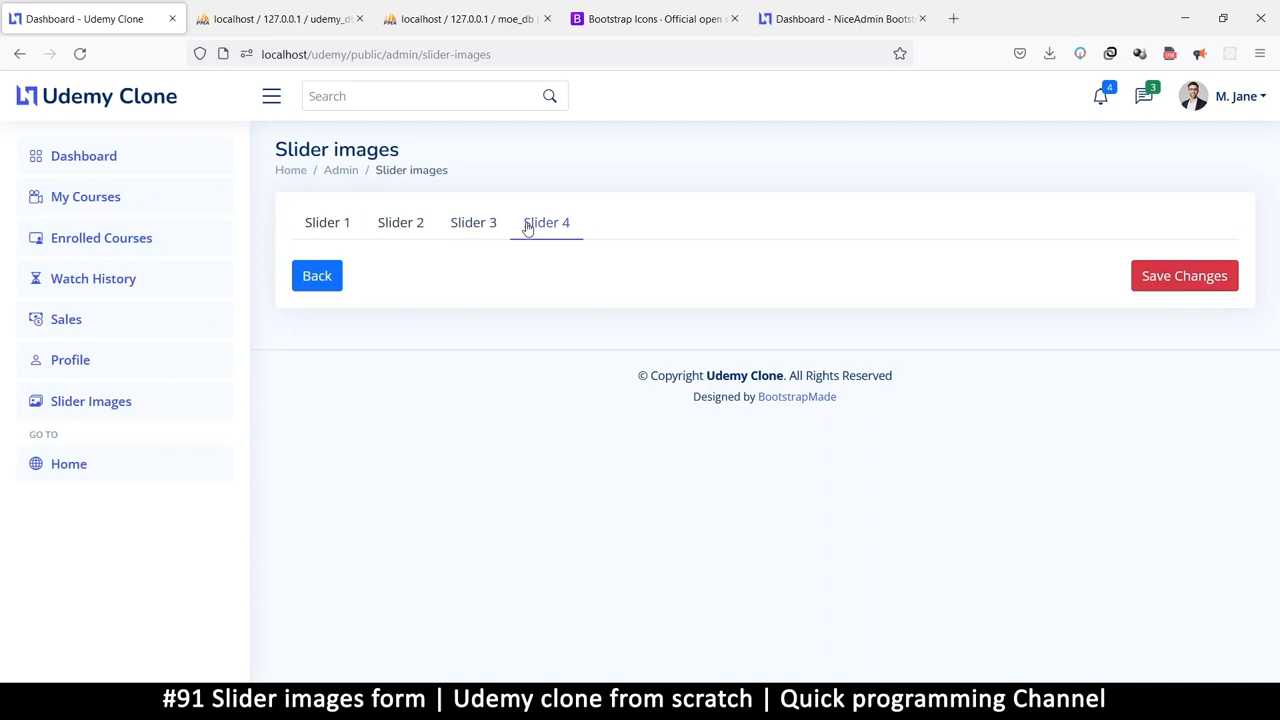 Dashboard - Udemy Clone
localhost / 127.0.0.1 / udemy_d
localhost / 127.0.0.1 / moe_db |
Bootstrap Icons · Official open s
Dashboard - NiceAdmin Bootst
localhost/udemy/public/admin/slider-images
Udemy Clone
Search
4
3
M. Jane
Dashboard
My Courses
Enrolled Courses
Watch History
Sales
Profile
Slider Images
GO TO
Home
Slider images
Home / Admin / Slider images
Slider 1
Slider 2
Slider 3
Slider 4
Back
Save Changes
© Copyright Udemy Clone. All Rights Reserved
Designed by BootstrapMade
#91 Slider images form | Udemy clone from scratch | Quick programming Channel